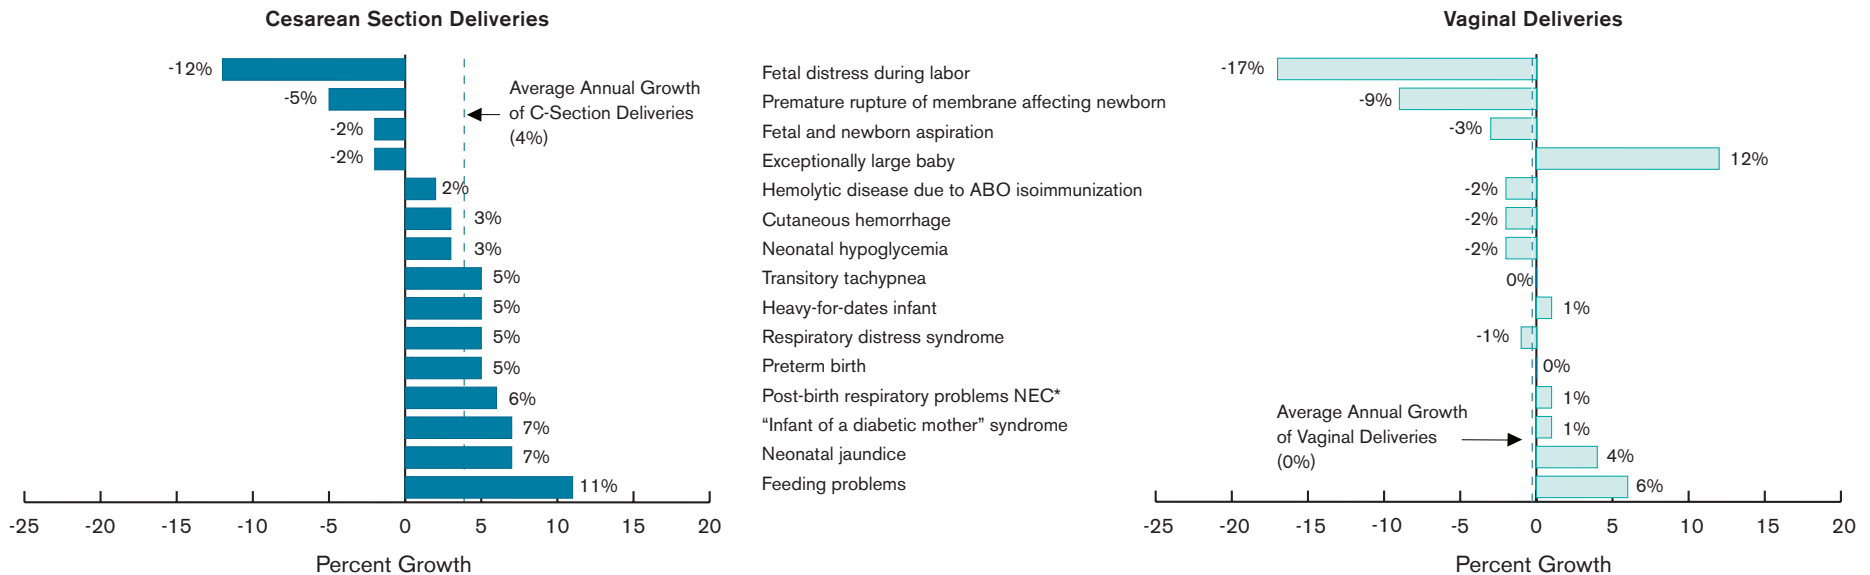 Cesarean Section Deliveries
-12%
-5%
-2%
-2%
2%
3%
3%
5%
5%
5%
5%
6%
7%
7%
11%
Average Annual Growth
of C-Section Deliveries
(4%)
-25 -20 -15 -10 -5 0 5 10 15 20
Percent Growth
Fetal distress during labor
Premature rupture of membrane affecting newborn
Fetal and newborn aspiration
Exceptionally large baby
Hemolytic disease due to ABO isoimmunization
Cutaneous hemorrhage
Neonatal hypoglycemia
Transitory tachypnea
Heavy-for-dates infant
Respiratory distress syndrome
Preterm birth
Post-birth respiratory problems NEC*
“Infant of a diabetic mother” syndrome
Neonatal jaundice
Feeding problems
Vaginal Deliveries
-17%
-9%
-3%
12%
-2%
-2%
-2%
0%
1%
-1%
0%
1%
1%
4%
6%
Average Annual Growth
of Vaginal Deliveries
(0%)
-25 -20 -15 -10 -5 0 5 10 15 20
Percent Growth